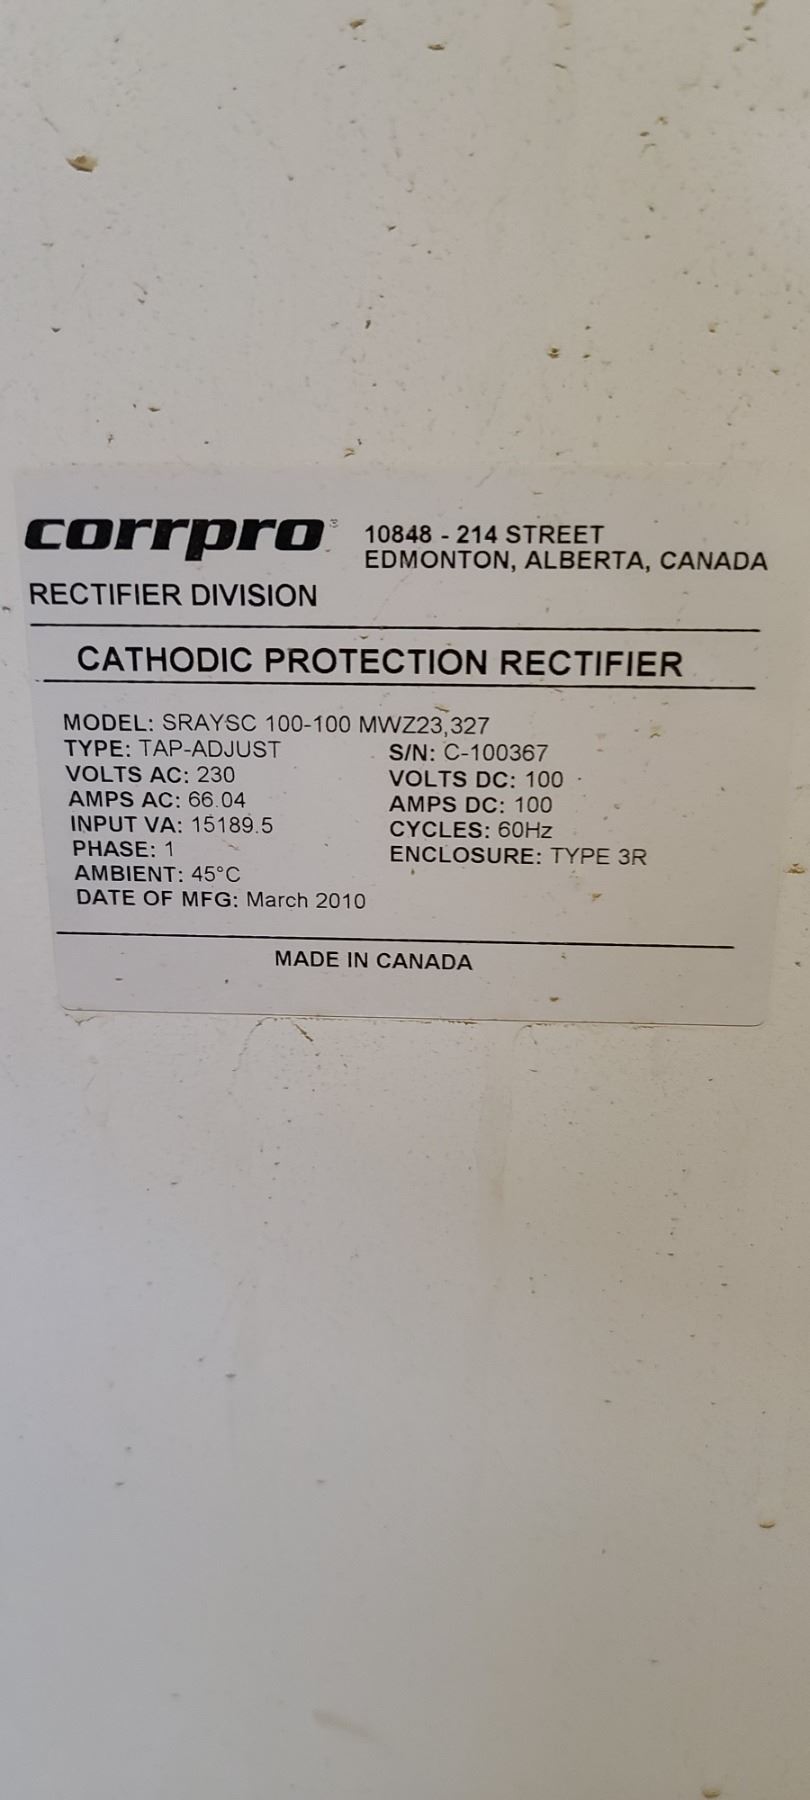 corrpro
10848 - 214 STREET
EDMONTON, ALBERTA, CANADA
RECTIFIER DIVISION
CATHODIC PROTECTION RECTIFIER
MODEL: SRAYSC 100-100 MWZ23,327
TYPE: TAP-ADJUST S/N: C-100367
VOLTS AC: 230 VOLTS DC: 100
AMPS AC: 66.04 AMPS DC: 100
INPUT VA: 15189.5 CYCLES: 60Hz
PHASE: 1 ENCLOSURE: TYPE 3R
AMBIENT: 45°C
DATE OF MFG: March 2010
MADE IN CANADA